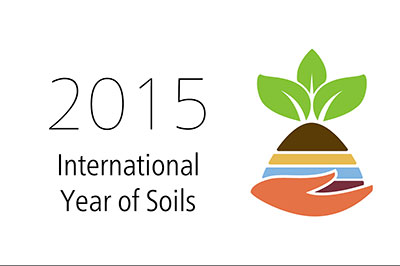 2015
International
Year of Soils